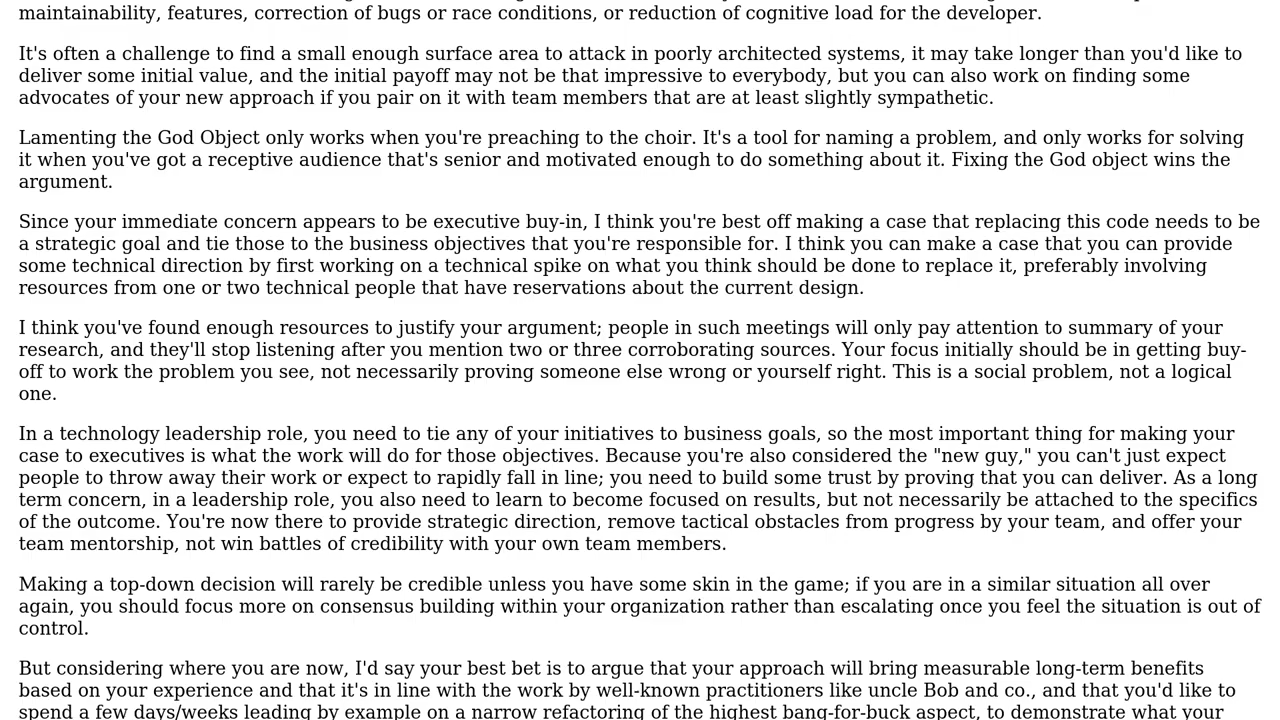 maintainability, features, correction of bugs or race conditions, or reduction of cognitive load for the developer.
It's often a challenge to find a small enough surface area to attack in poorly architected systems, it may take longer than you'd like to
deliver some initial value, and the initial payoff may not be that impressive to everybody, but you can also work on finding some
advocates of your new approach if you pair on it with team members that are at least slightly sympathetic.
Lamenting the God Object only works when you're preaching to the choir. It's a tool for naming a problem, and only works for solving
it when you've got a receptive audience that's senior and motivated enough to do something about it. Fixing the God object wins the
argument.
Since your immediate concern appears to be executive buy-in, I think you're best off making a case that replacing this code needs to be
a strategic goal and tie those to the business objectives that you're responsible for. I think you can make a case that you can provide
some technical direction by first working on a technical spike on what you think should be done to replace it, preferably involving
resources from one or two technical people that have reservations about the current design.
I think you've found enough resources to justify your argument; people in such meetings will only pay attention to summary of your
research, and they'll stop listening after you mention two or three corroborating sources. Your focus initially should be in getting buy-
off to work the problem you see, not necessarily proving someone else wrong or yourself right. This is a social problem, not a logical
one.
In a technology leadership role, you need to tie any of your initiatives to business goals, so the most important thing for making your
case to executives is what the work will do for those objectives. Because you're also considered the "new guy," you can't just expect
people to throw away their work or expect to rapidly fall in line; you need to build some trust by proving that you can deliver. As a long
term concern, in a leadership role, you also need to learn to become focused on results, but not necessarily be attached to the specifics
of the outcome. You're now there to provide strategic direction, remove tactical obstacles from progress by your team, and offer your
team mentorship, not win battles of credibility with your own team members.
Making a top-down decision will rarely be credible unless you have some skin in the game; if you are in a similar situation all over
again, you should focus more on consensus building within your organization rather than escalating once you feel the situation is out of
control.
But considering where you are now, I'd say your best bet is to argue that your approach will bring measurable long-term benefits
based on your experience and that it's in line with the work by well-known practitioners like uncle Bob and co., and that you'd like to
spend a few days/weeks leading by example on a narrow refactoring of the highest bang-for-buck aspect, to demonstrate what your